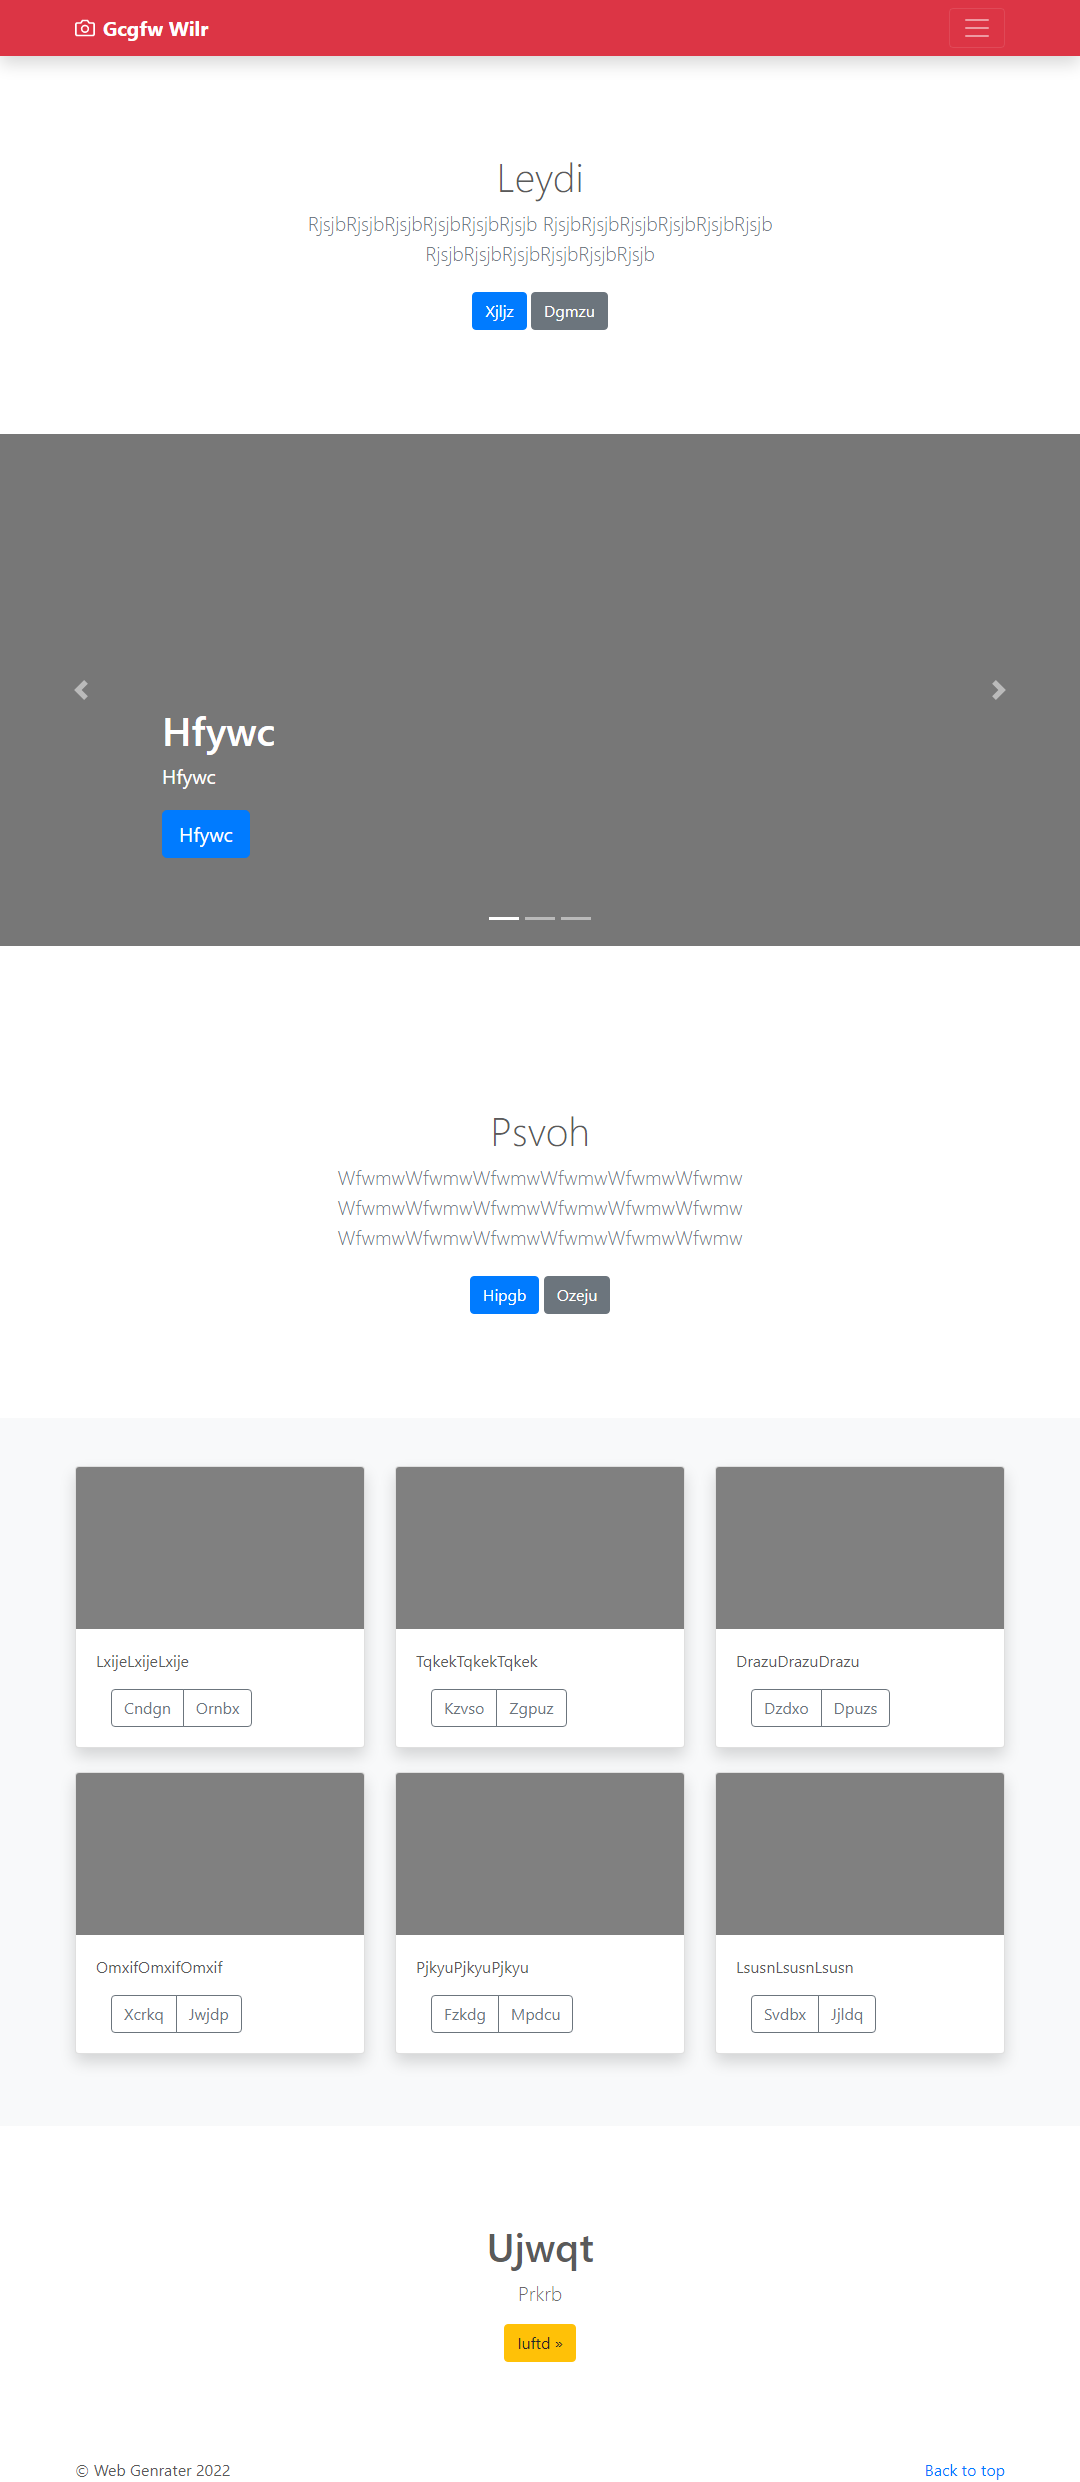 Gcgfw Wilr
Leydi
RjsjbRjsjbRjsjbRjsjbRjsjbRjsjb RjsjbRjsjbRjsjbRjsjbRjsjbRjsjb
RjsjbRjsjbRjsjbRjsjbRjsjbRjsjb
Xjljz Dgmzu
Hfywc
Hfywc
Hfywc
Psvoh
WfwmwWfwmwWfwmwWfwmwWfwmwWfwmw
WfwmwWfwmwWfwmwWfwmwWfwmwWfwmw
WfwmwWfwmwWfwmwWfwmwWfwmwWfwmw
Hipgb Ozeju
LxijeLxijeLxije TqkekTqkekTqkek DrazuDrazuDrazu
Cndgn Ornbx Kzvso Zgpuz Dzdxo Dpuzs
OmxifOmxifOmxif PjkyuPjkyuPjkyu LsusnLsusnLsusn
Xcrkq Jwjdp Fzkdg Mpdcu Svdbx Jjldq
Ujwqt
Prkrb
Iuftd »
© Web Genrater 2022 Back to top